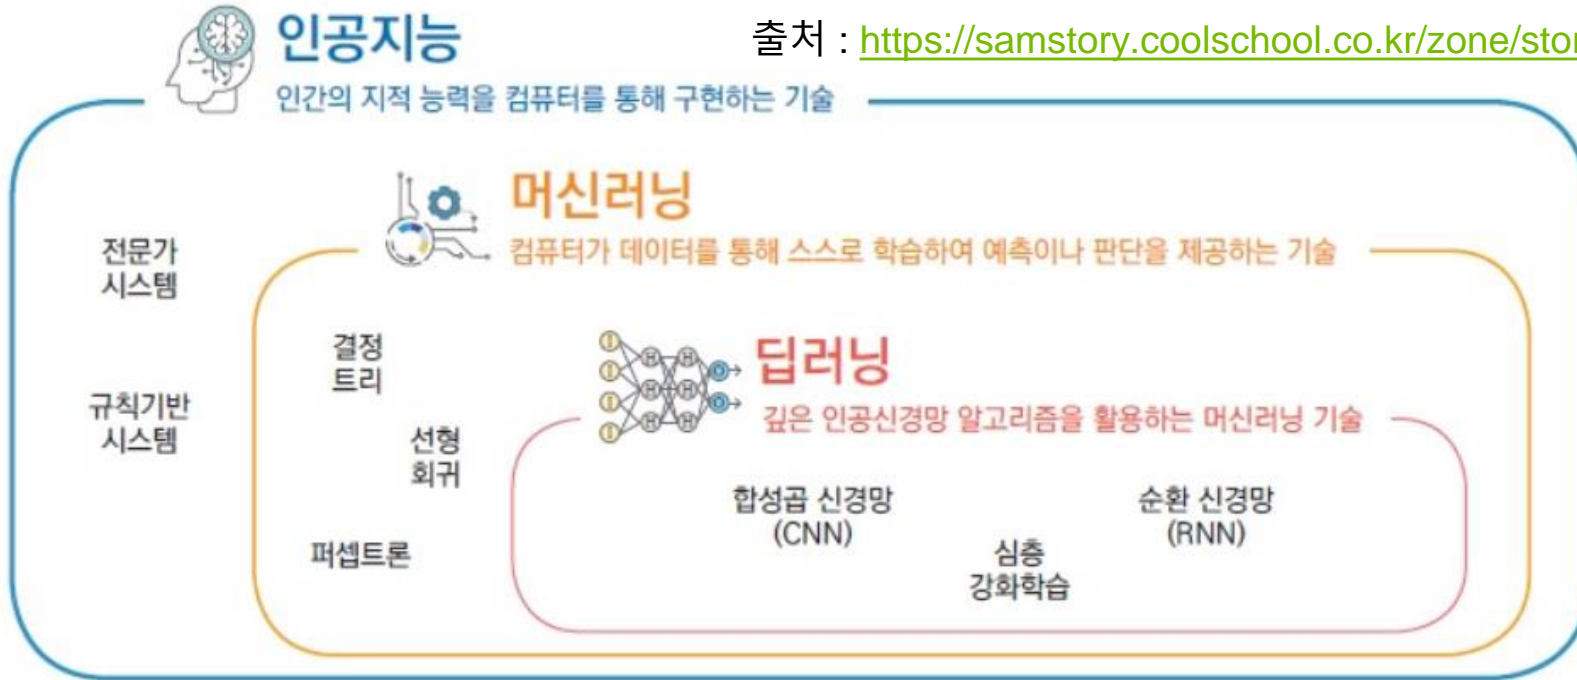 인공지능
출처 : https://samstory.coolschool.co.kr/zone/stor
인간의 지적 능력을 컴퓨터를 통해 구현하는 기술
머신러닝
컴퓨터가 데이터를 통해 스스로 학습하여 예측이나 판단을 제공하는 기술
전문가
시스템
규칙기반
시스템
결정
트리
선형
회귀
퍼셉트론
딥러닝
깊은 인공신경망 알고리즘을 활용하는 머신러닝 기술
합성곱 신경망
(CNN)
심층
강화학습
순환 신경망
(RNN)